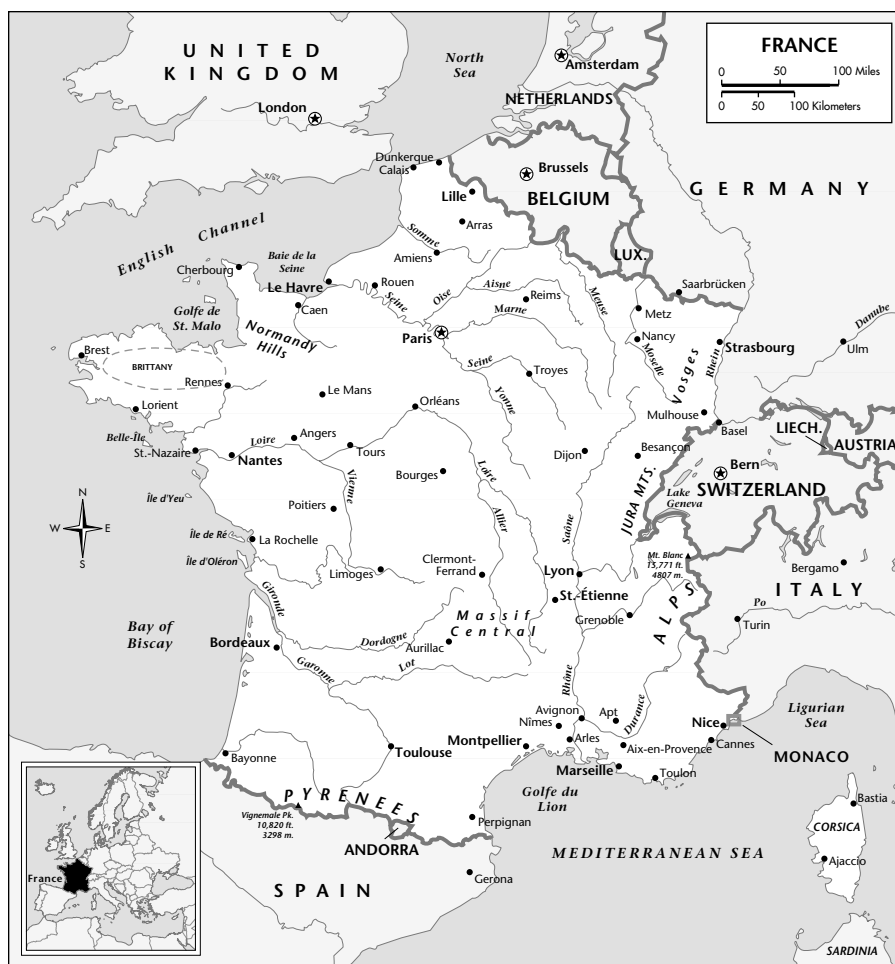 UNITED
KINGDOM
North
Sea
Amsterdam
NETHERLANDS
FRANCE
0 50 100 Miles
0 50 100 Kilometers
London
Dunkerque
Calais
Brussels
BELGIUM
GERMANY
Lille
Arras
English Channel
Somme
Amiens
LUX.
Baie de la
Seine
Cherbourg
Le Havre
Rouen
Seine
Oise
Aisne
Reims
Marne
Meuse
Saarbrücken
Metz
Golfe de
St. Malo
Caen
Normandy
Hills
Paris
Nancy
Moselle
Vosges
Rhein
Strasbourg
Danube
Ulm
Brest
BRITTANY
Rennes
Le Mans
Seine
Troyes
Yonne
Orléans
Lorient
Mulhouse
Basel
LIECH.
AUSTRIA
Belle-Île
St.-Nazaire
Loire
Nantes
Angers
Tours
Bourges
Loire
Dijon
Besançon
JURA MTS.
Bern
SWITZERLAND
Lake
Geneva
Île d'Yeu
Vienne
Poitiers
Allier
Saône
N
W E
S
Île de Ré
La Rochelle
Île d'Oléron
Limoges
Clermont-
Ferrand
Lyon
Mt. Blanc
15,771 ft.
4807 m.
Bergamo
ITALY
Gironde
St.-Étienne
Massif
Central
Grenoble
ALPS
Po
Turin
Bay of
Biscay
Bordeaux
Dordogne
Aurillac
Garonne
Lot
Rhône
Durance
Avignon
Nîmes
Apt
Nice
Ligurian
Sea
Bayonne
Toulouse
Montpellier
Arles
Aix-en-Provence
Cannes
MONACO
Marseille
Toulon
Golfe du
Lion
PYRENEES
Vignemale Pk.
10,820 ft.
3298 m.
Perpignan
ANDORRA
MEDITERRANEAN SEA
Bastia
CORSICA
Ajaccio
France
SPAIN
Gerona
SARDINIA